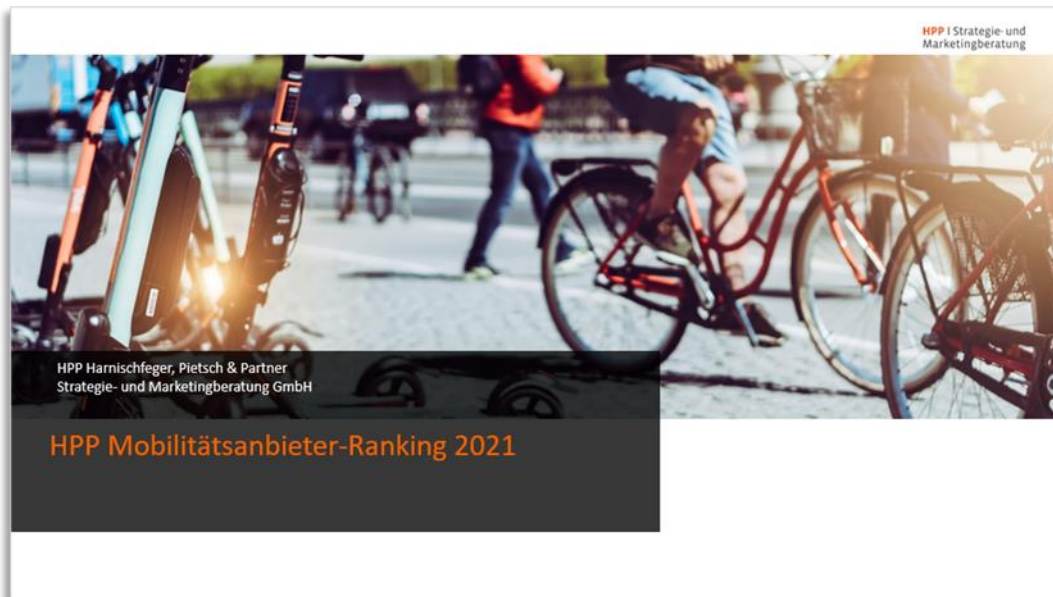 HPP I Strategie- und
Marketingberatung
HPP Harnischfeger, Pietsch & Partner
Strategie- und Marketingberatung GmbH
HPP Mobilitätsanbieter-Ranking 2021